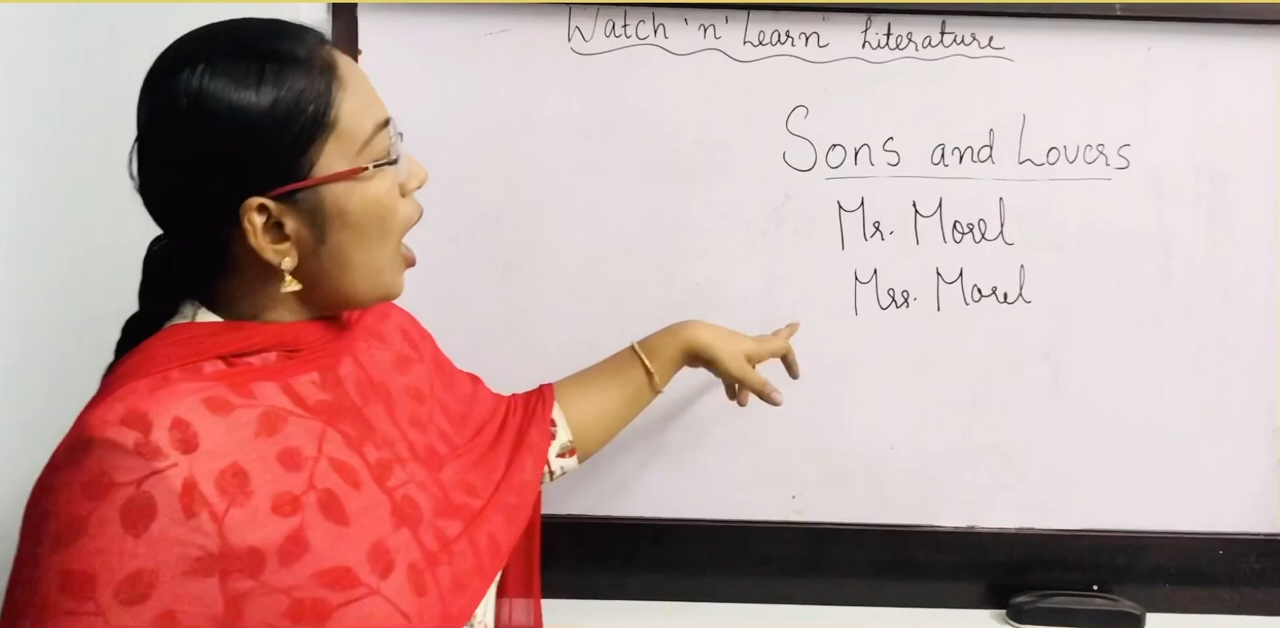 Watch 'n' Learn Literature
Sons and Lovers
Mr. Morel
Mrs. Morel